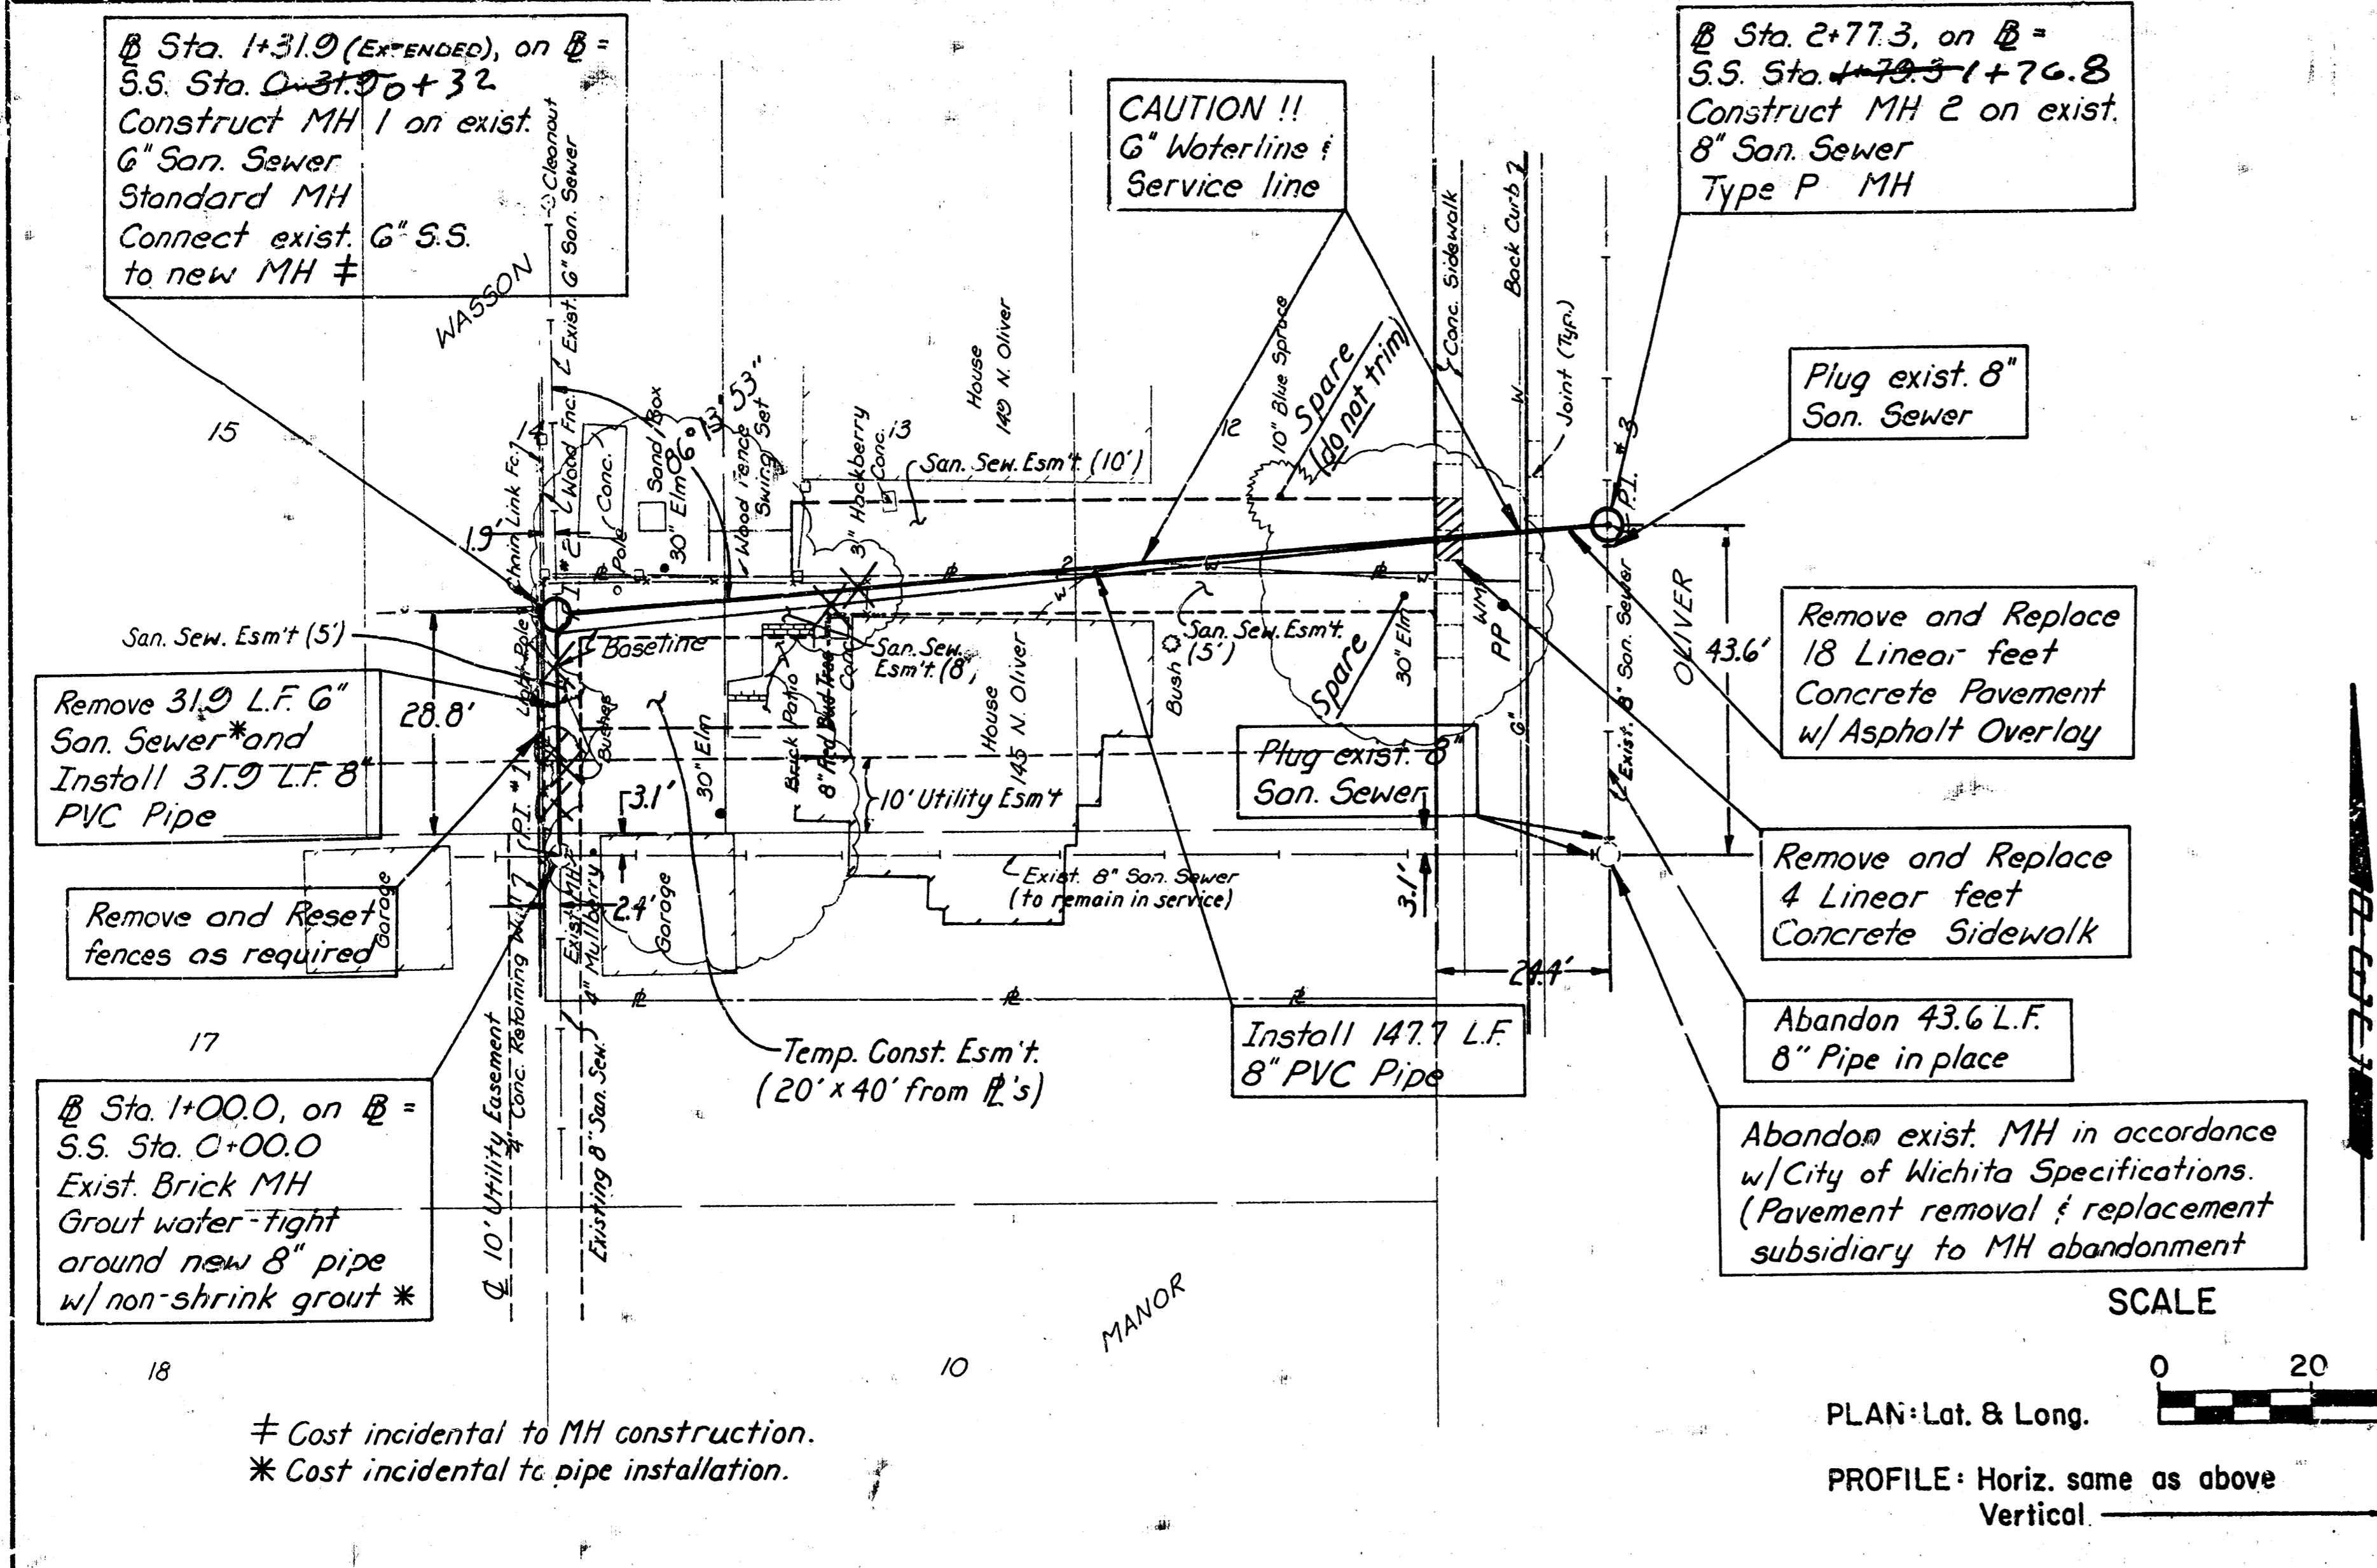 ℄ Sta. 1+31.9 (EXTENDED), on ℄ =
S.S. Sta. 0+31.9 0+32
Construct MH 1 on exist.
6" San. Sewer
Standard MH
Connect exist. 6" S.S.
to new MH ‡
CAUTION !!
6" Waterline &
Service line
℄ Sta. 2+77.3, on ℄ =
S.S. Sta. 1+79.3 1+76.8
Construct MH 2 on exist.
8" San. Sewer
Type P MH
Plug exist. 8"
San. Sewer
Cleanout
Exist. 6" San. Sewer
WASSON
15
14
13
12
House
149 N. Oliver
10" Blue Spruce
Spare
(do not trim)
Conc. Sidewalk
Back Curb
Joint (Typ.)
W
P.I. #3
Chain Link Fc.
Wood Fnc.
Conc.
Pole
Sand Box
30" Elm
86° 13' 53"
Wood Fence
Swing Set
3" Hackberry
Conc.
San. Sew. Esm't. (10')
1.9'
P.I. #2
San. Sew. Esm't (5')
Baseline
San. Sew.
Esm't. (8')
San. Sew. Esm't.
(5')
Light Pole
Bushes
28.8'
30" Elm
Brick Patio
8" Red Bud Tree
Conc.
House
145 N. Oliver
Bush
Spare
30" Elm
WM
PP
6"
Exist. 8" San. Sewer
OLIVER
43.6'
Remove 31.9 L.F. 6"
San. Sewer* and
Install 31.9 L.F. 8"
PVC Pipe
Remove and Replace
18 Linear feet
Concrete Pavement
w/ Asphalt Overlay
Plug exist. 8"
San. Sewer
P.I. #1
3.1'
10' Utility Esm't
Exist. 8" San. Sewer
(to remain in service)
3.1'
Garage
Garage
2.4'
Exist. MH
4" Mullberry
Remove and Reset
fences as required
Remove and Replace
4 Linear feet
Concrete Sidewalk
24.4'
17
℄ 10' Utility Easement
4" Conc. Retaining Wall
Existing 8" San. Sew.
Temp. Const. Esm't.
(20' x 40' from ℄'s)
Install 147.7 L.F.
8" PVC Pipe
Abandon 43.6 L.F.
8" Pipe in place
℄ Sta. 1+00.0, on ℄ =
S.S. Sta. 0+00.0
Exist. Brick MH
Grout water-tight
around new 8" pipe
w/ non-shrink grout *
Abandon exist. MH in accordance
w/ City of Wichita Specifications.
(Pavement removal & replacement
subsidiary to MH abandonment
MANOR
18
10
SCALE
0 20
PLAN: Lat. & Long.
PROFILE: Horiz. same as above
Vertical
‡ Cost incidental to MH construction.
* Cost incidental to pipe installation.